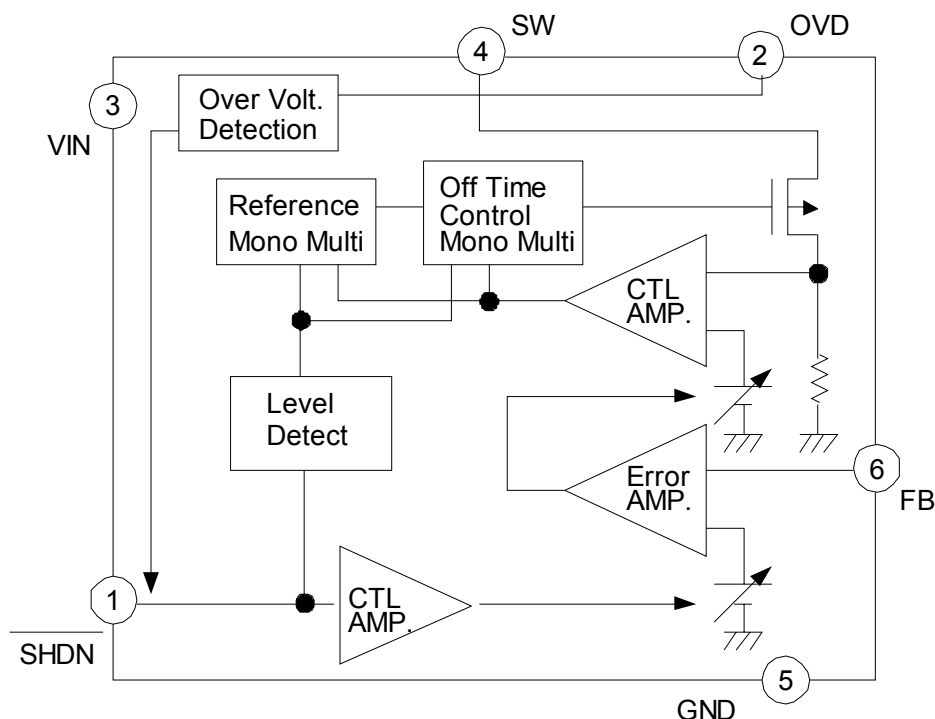 SW
OVD
4
2
3
VIN
Over Volt.
Detection
Reference
Mono Multi
Off Time
Control
Mono Multi
CTL
AMP.
Level
Detect
Error
AMP.
6
FB
1
SHDN
CTL
AMP.
5
GND